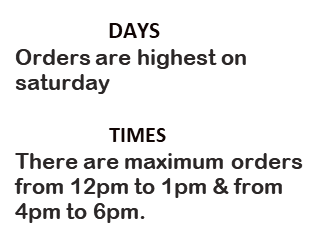 DAYS
Orders are highest on
saturday
TIMES
There are maximum orders
from 12pm to 1pm & from
4pm to 6pm.